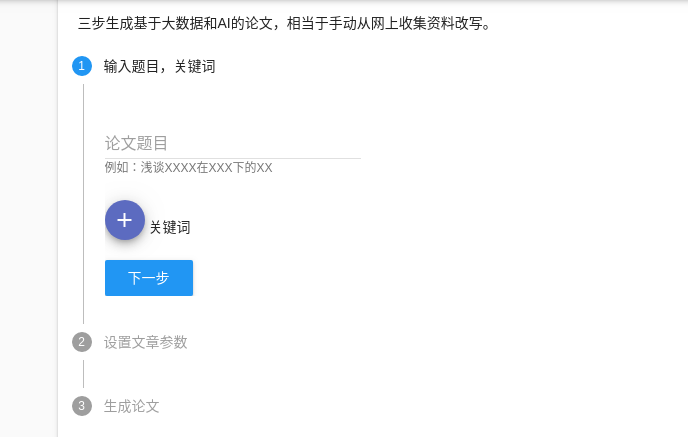 三步生成基于大数据和AI的论文，相当于手动从网上收集资料改写。
1 输入题目，关键词
论文题目
例如：浅谈XXXX在XXX下的XX
+ 关键词
下一步
2 设置文章参数
3 生成论文